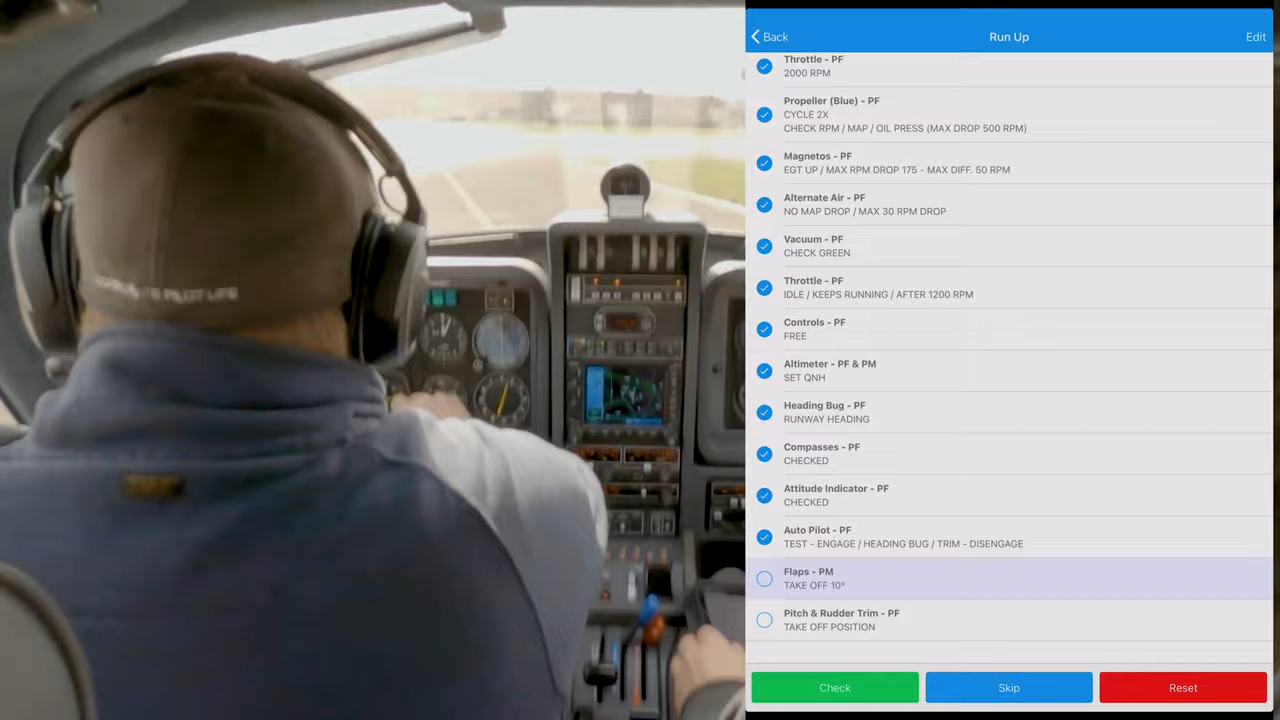 Back
Run Up
Edit
Throttle - PF
2000 RPM
Propeller (Blue) - PF
CYCLE 2X
CHECK RPM / MAP / OIL PRESS (MAX DROP 500 RPM)
Magnetos - PF
EGT UP / MAX RPM DROP 175 - MAX DIFF. 50 RPM
Alternate Air - PF
NO MAP DROP / MAX 30 RPM DROP
Vacuum - PF
CHECK GREEN
Throttle - PF
IDLE / KEEPS RUNNING / AFTER 1200 RPM
Controls - PF
FREE
Altimeter - PF & PM
SET QNH
Heading Bug - PF
RUNWAY HEADING
Compasses - PF
CHECKED
Attitude Indicator - PF
CHECKED
Auto Pilot - PF
TEST - ENGAGE / HEADING BUG / TRIM - DISENGAGE
Flaps - PM
TAKE OFF 10°
Pitch & Rudder Trim - PF
TAKE OFF POSITION
Check
Skip
Reset
PILOT LIFE